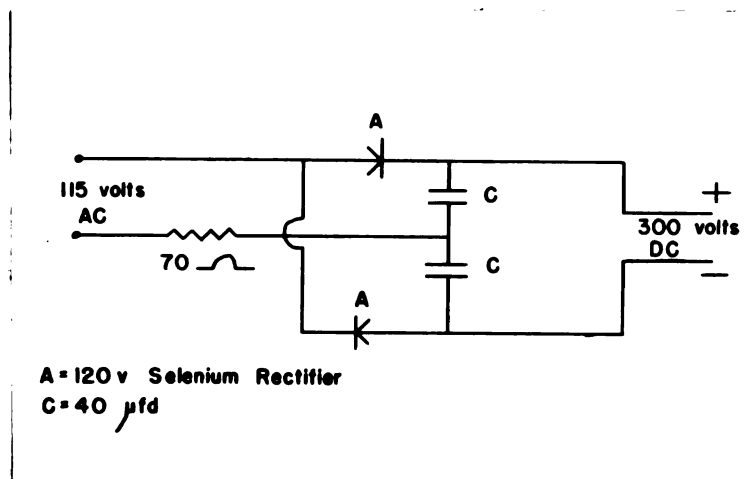 A
115 volts
AC
C
+
300 volts
DC
−
70
C
A
A = 120 v Selenium Rectifier
C = 40 μfd